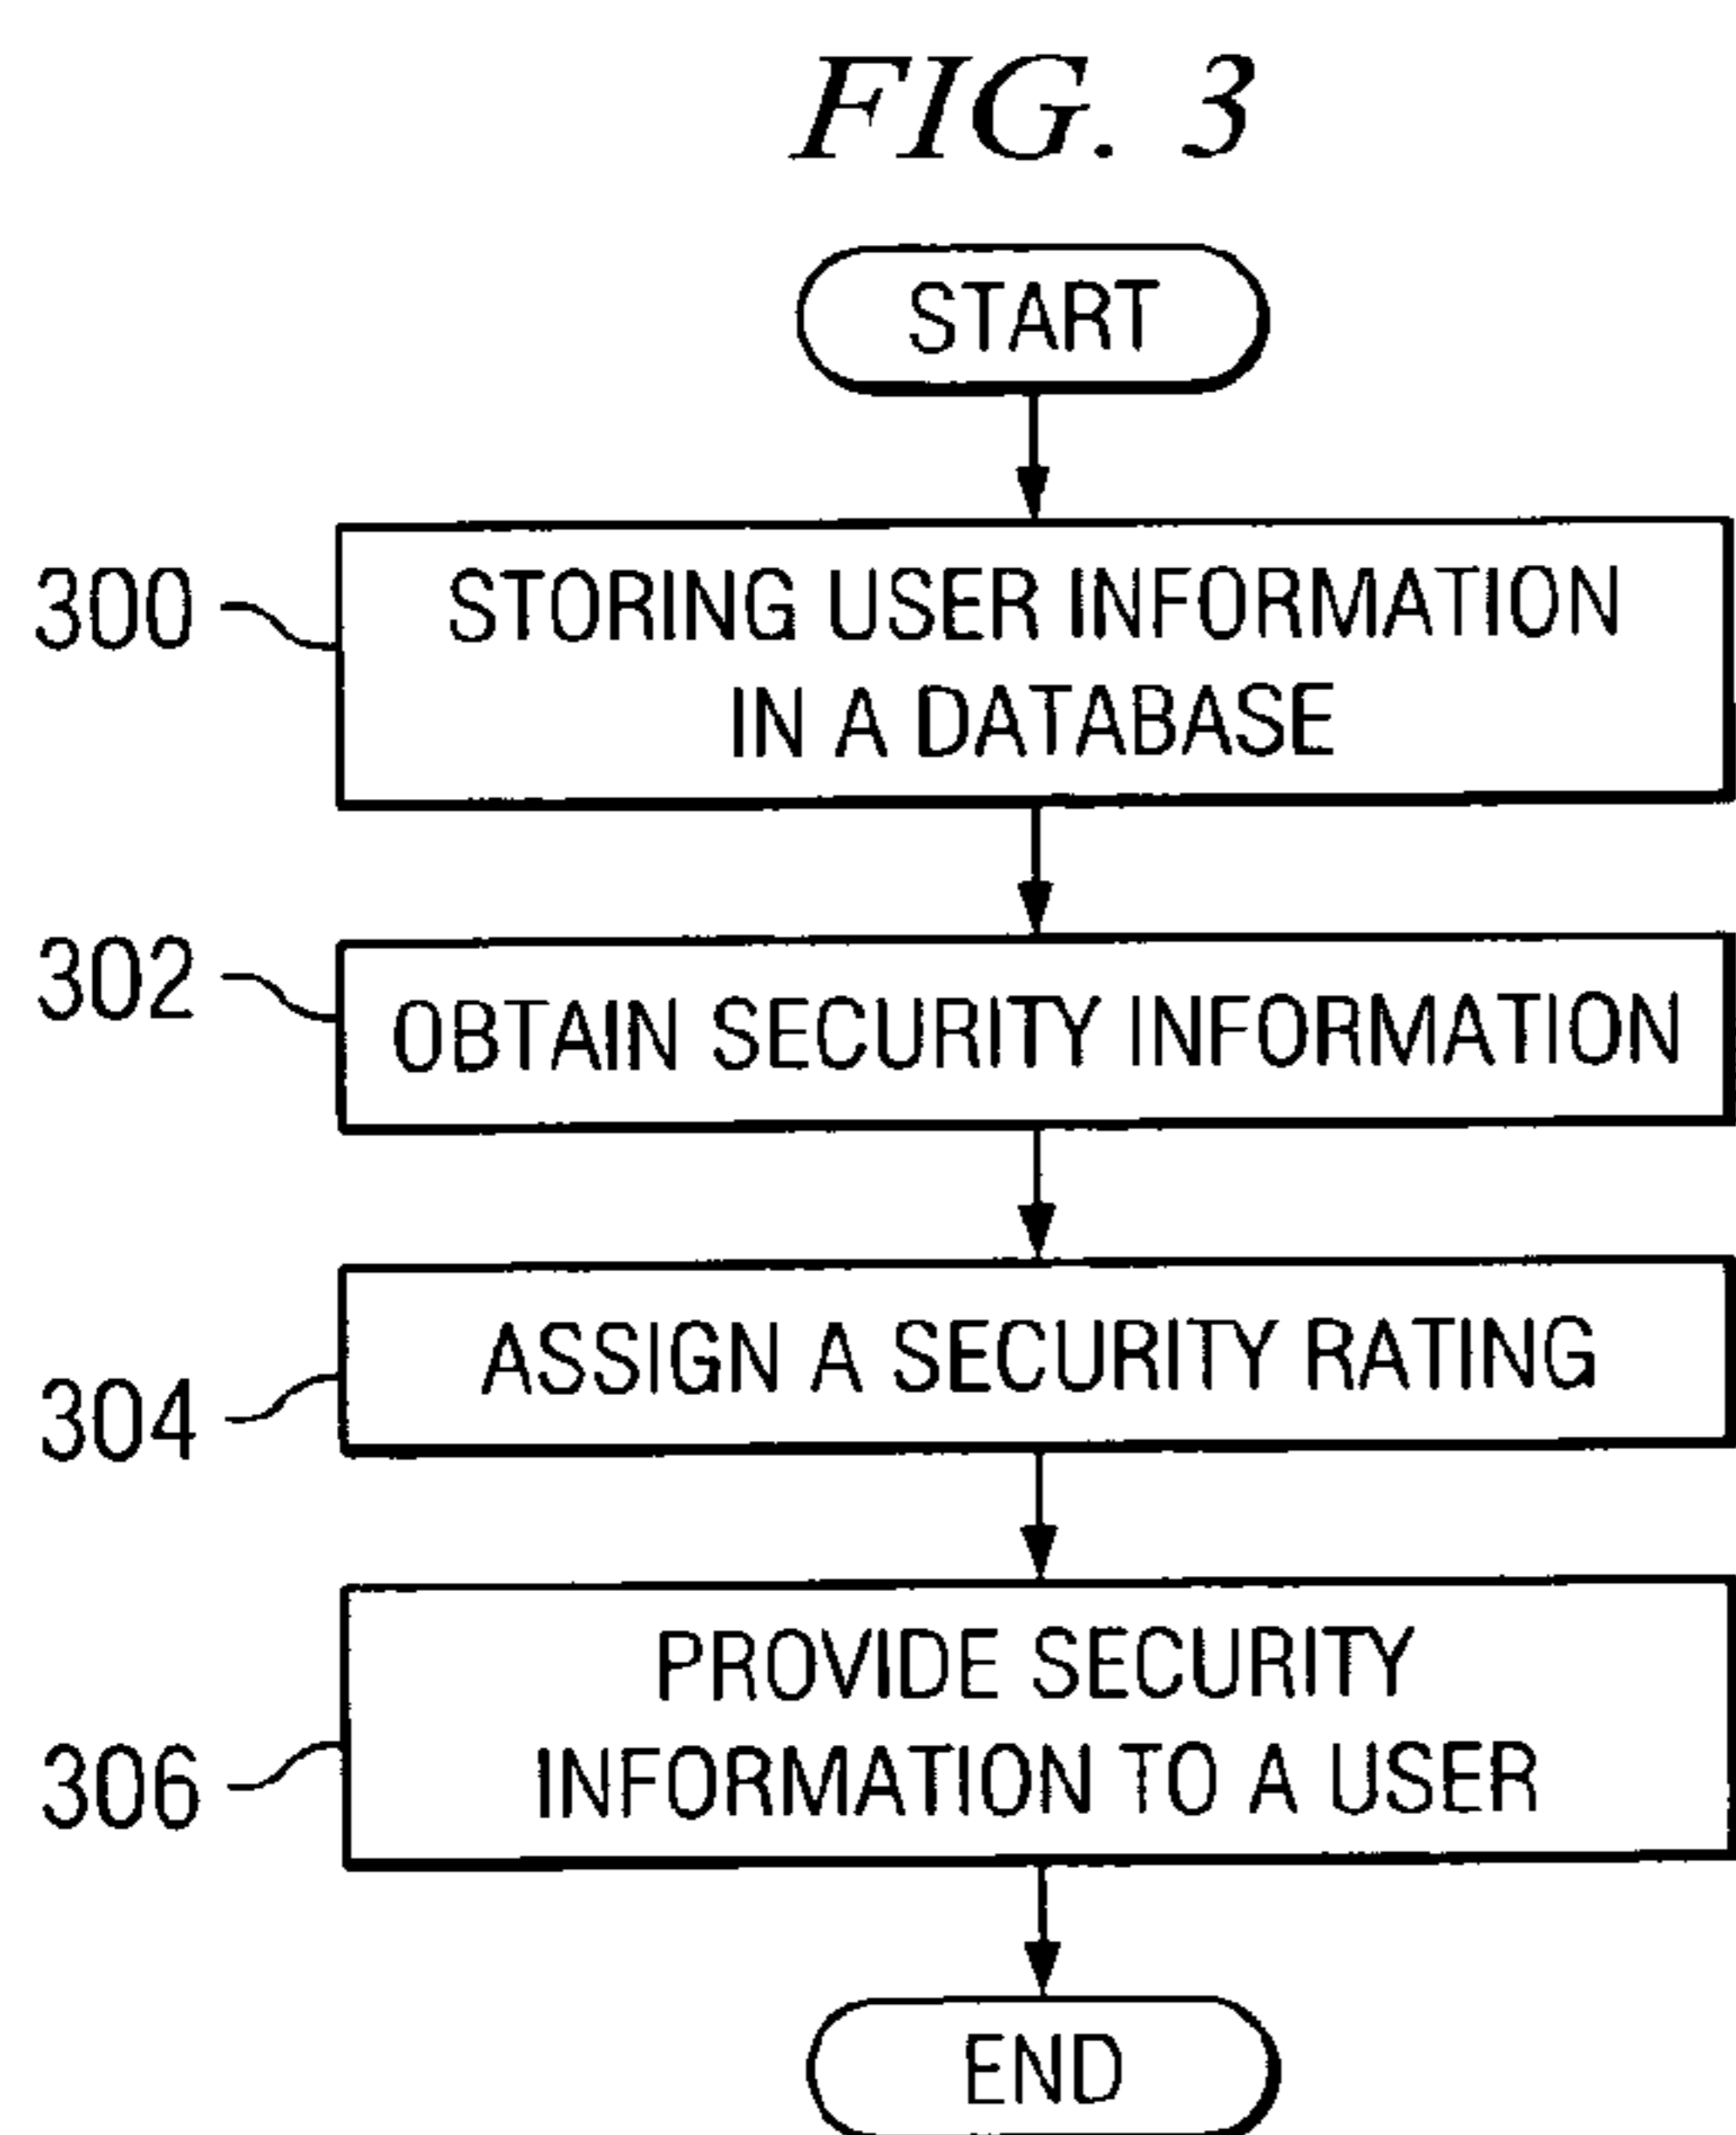 FIG. 3
START
300
STORING USER INFORMATION
IN A DATABASE
302
OBTAIN SECURITY INFORMATION
304
ASSIGN A SECURITY RATING
306
PROVIDE SECURITY
INFORMATION TO A USER
END